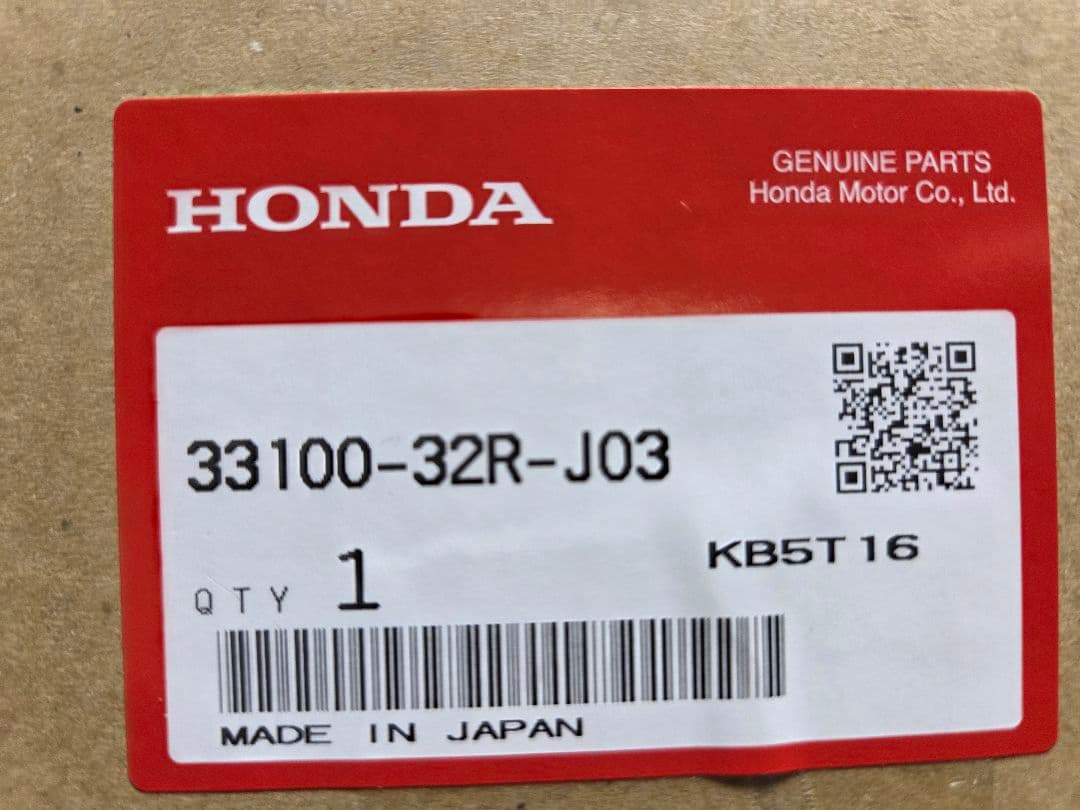 GENUINE PARTS
Honda Motor Co., Ltd.
HONDA
33100-32R-J03
KB5T16
QTY 1
MADE IN JAPAN